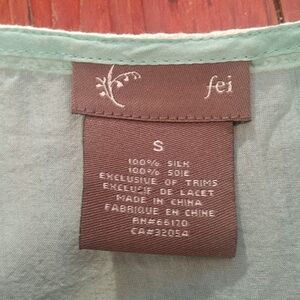 fei
S
100% SILK
100% SOIE
EXCLUSIVE OF TRIMS
EXCLUSIF DE LACET
MADE IN CHINA
FABRIQUE EN CHINE
RN#66170
CA#32054